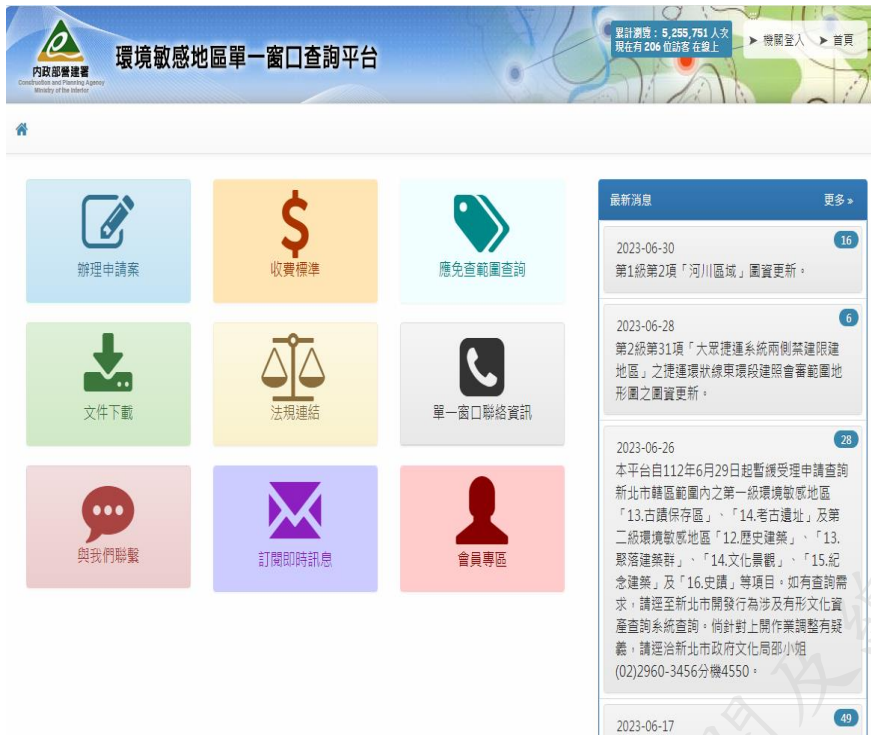 內政部營建署
Construction and Planning Agency
Ministry of the Interior
環境敏感地區單一窗口查詢平台
累計瀏覽：5,255,751 人次
現在有 206 位訪客 在線上
機關登入
首頁
辦理申請案
收費標準
應免查範圍查詢
文件下載
法規連結
單一窗口聯絡資訊
與我們聯繫
訂閱即時訊息
會員專區
最新消息
更多 »
16
2023-06-30
第1級第2項「河川區域」圖資更新。
6
2023-06-28
第2級第31項「大眾捷運系統兩側禁建限建
地區」之捷運環狀線東環段建照會審範圍地
形圖之圖資更新。
28
2023-06-26
本平台自112年6月29日起暫緩受理申請查詢
新北市轄區範圍內之第一級環境敏感地區
「13.古蹟保存區」、「14.考古遺址」及第
二級環境敏感地區「12.歷史建築」、「13.
聚落建築群」、「14.文化景觀」、「15.紀
念建築」及「16.史蹟」等項目。如有查詢需
求，請逕至新北市開發行為涉及有形文化資
產查詢系統查詢。倘針對上開作業調整有疑
義，請逕洽新北市政府文化局邵小姐
(02)2960-3456分機4550。
49
2023-06-17